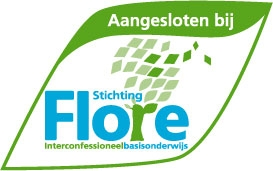 Aangesloten bij
Stichting
Flore
Interconfessioneelbasisonderwijs